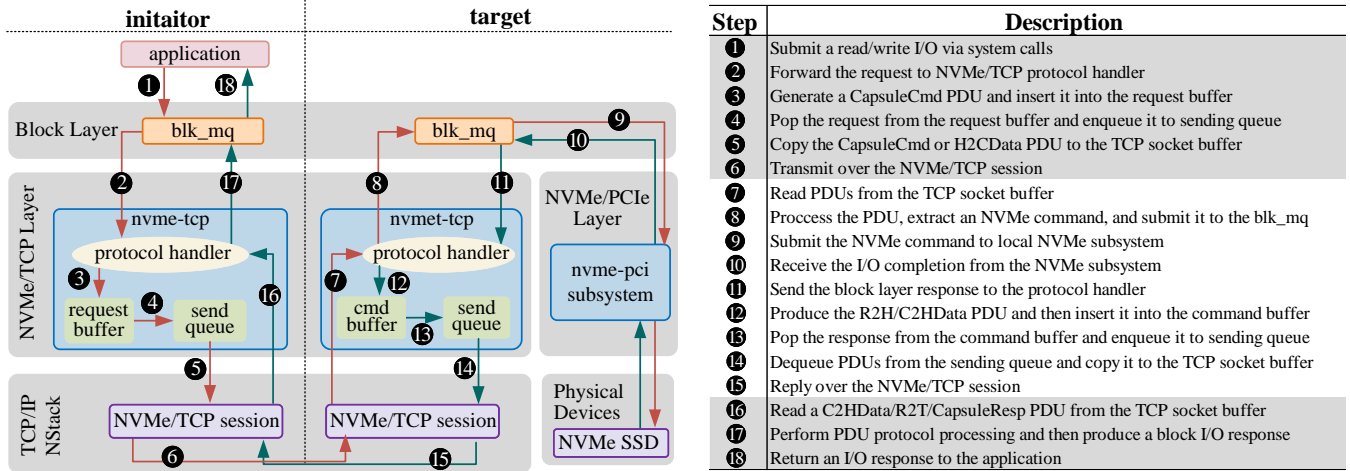 initaitor
target
application
1
18
Block Layer
blk_mq
blk_mq
9
10
2
17
8
11
NVMe/TCP Layer
nvme-tcp
nvmet-tcp
NVMe/PCIe
Layer
protocol handler
protocol handler
nvme-pci
subsystem
3
4
16
7
12
13
request
buffer
send
queue
cmd
buffer
send
queue
5
14
TCP/IP
NStack
NVMe/TCP session
NVMe/TCP session
Physical
Devices
NVMe SSD
6
15
Step Description
1 Submit a read/write I/O via system calls
2 Forward the request to NVMe/TCP protocol handler
3 Generate a CapsuleCmd PDU and insert it into the request buffer
4 Pop the request from the request buffer and enqueue it to sending queue
5 Copy the CapsuleCmd or H2CData PDU to the TCP socket buffer
6 Transmit over the NVMe/TCP session
7 Read PDUs from the TCP socket buffer
8 Proccess the PDU, extract an NVMe command, and submit it to the blk_mq
9 Submit the NVMe command to local NVMe subsystem
10 Receive the I/O completion from the NVMe subsystem
11 Send the block layer response to the protocol handler
12 Produce the R2H/C2HData PDU and then insert it into the command buffer
13 Pop the response from the command buffer and enqueue it to sending queue
14 Dequeue PDUs from the sending queue and copy it to the TCP socket buffer
15 Reply over the NVMe/TCP session
16 Read a C2HData/R2T/CapsuleResp PDU from the TCP socket buffer
17 Perform PDU protocol processing and then produce a block I/O response
18 Return an I/O response to the application